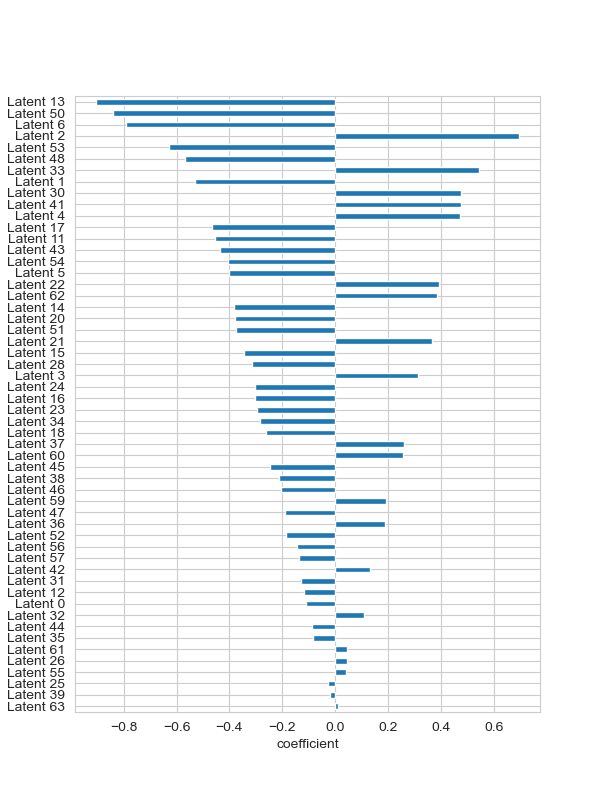 Latent 13
Latent 50
Latent 6
Latent 2
Latent 53
Latent 48
Latent 33
Latent 1
Latent 30
Latent 41
Latent 4
Latent 17
Latent 11
Latent 43
Latent 54
Latent 5
Latent 22
Latent 62
Latent 14
Latent 20
Latent 51
Latent 21
Latent 15
Latent 28
Latent 3
Latent 24
Latent 16
Latent 23
Latent 34
Latent 18
Latent 37
Latent 60
Latent 45
Latent 38
Latent 46
Latent 59
Latent 47
Latent 36
Latent 52
Latent 56
Latent 57
Latent 42
Latent 31
Latent 12
Latent 0
Latent 32
Latent 44
Latent 35
Latent 61
Latent 26
Latent 55
Latent 25
Latent 39
Latent 63
−0.8 −0.6 −0.4 −0.2 0.0 0.2 0.4 0.6
coefficient